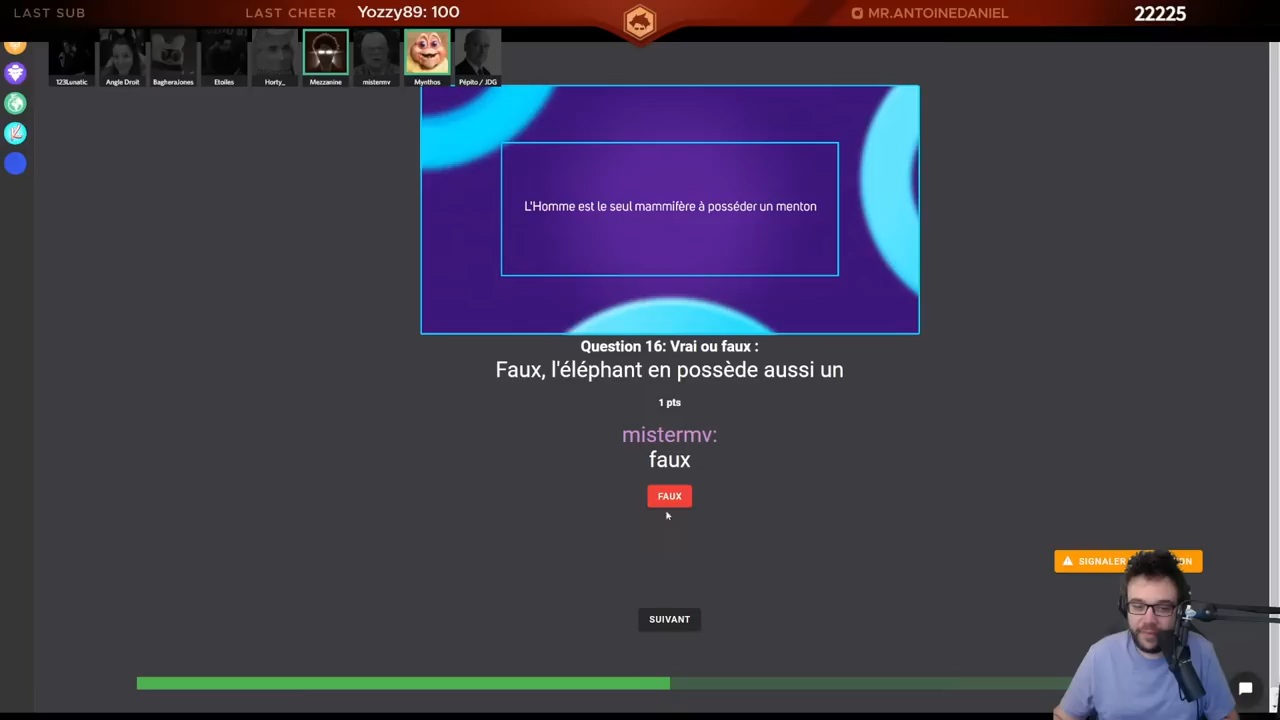 LAST SUB
LAST CHEER Yozzy89: 100
MR.ANTOINEDANIEL
22225
123Lunatic
Angle Droit
BagheraJones
Etoiles
Horty_
Mezzanine
mistermv
Mynthos
Pépito / JDG
L'Homme est le seul mammifère à posséder un menton
Question 16: Vrai ou faux :
Faux, l'éléphant en possède aussi un
1 pts
mistermv:
faux
FAUX
SIGNALER
SUIVANT